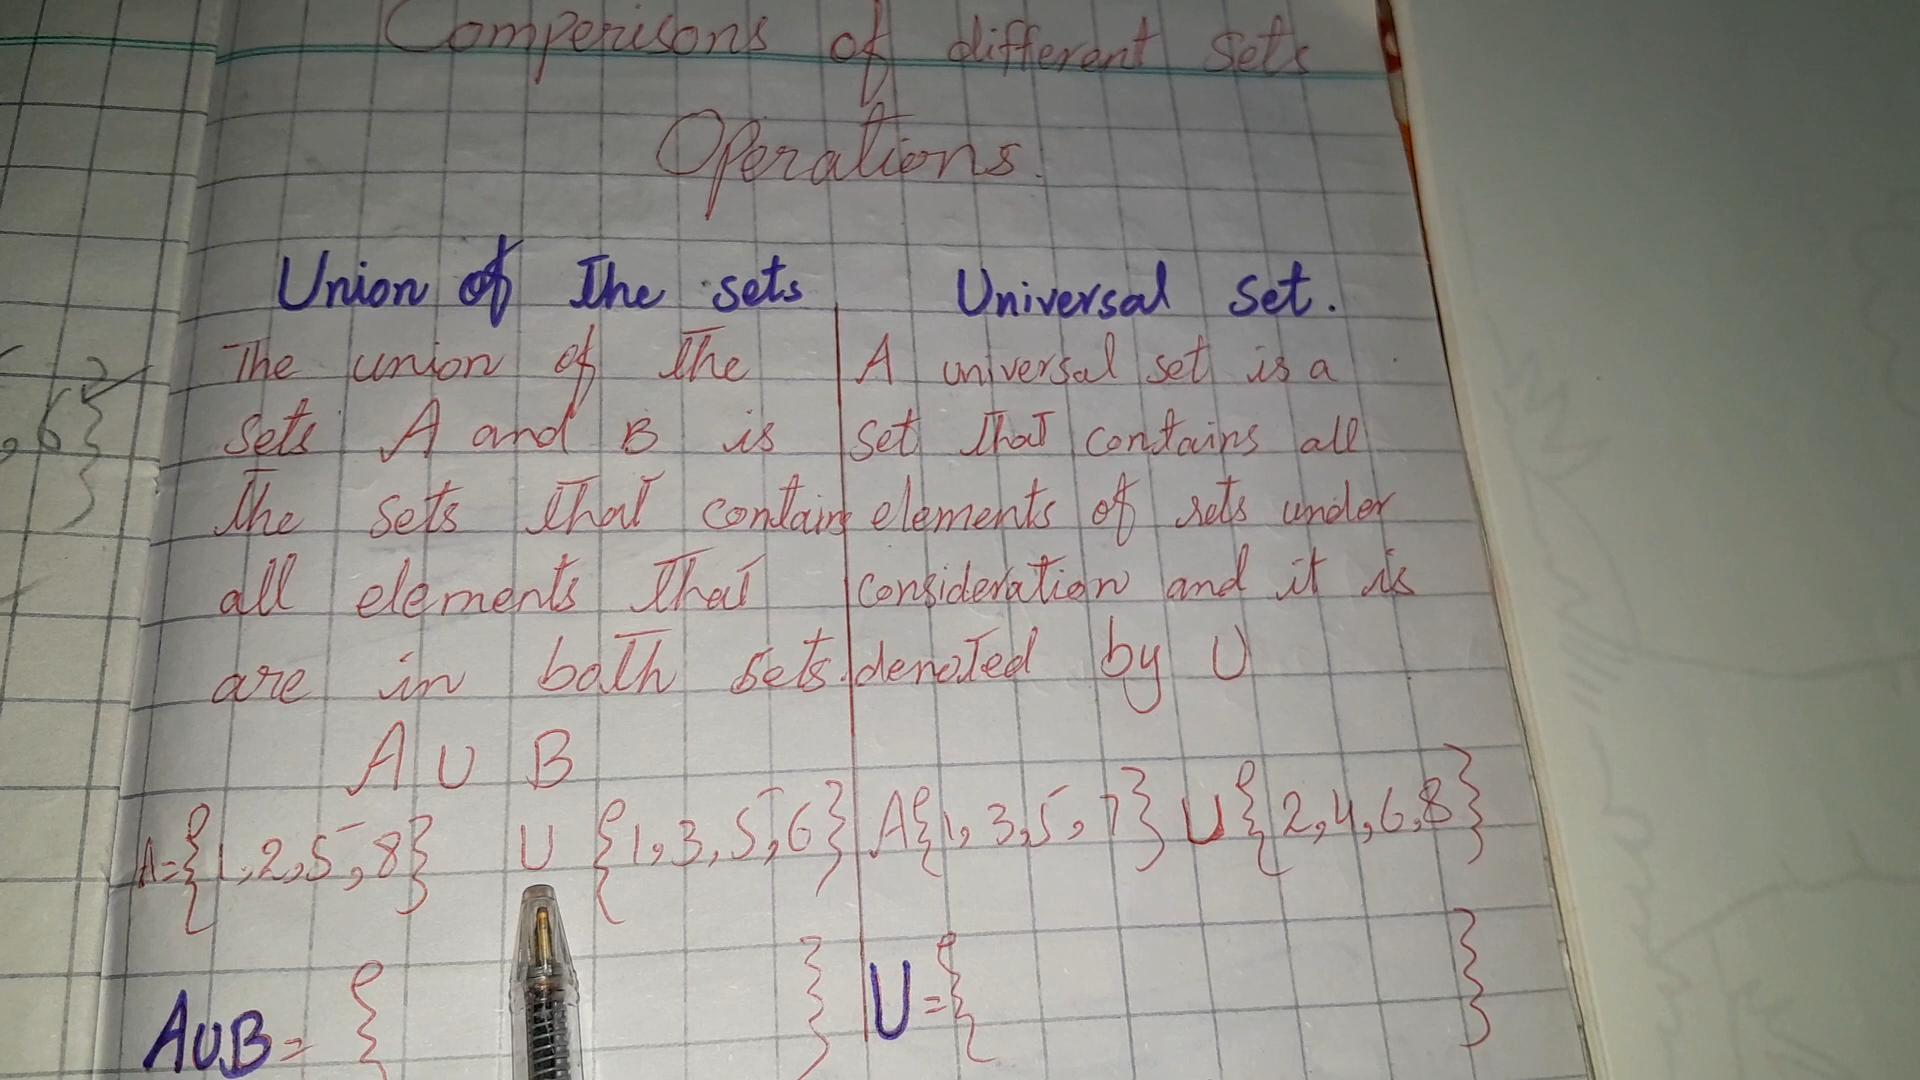 Comperisons of different sets
Operations.
Union of The sets
The union of The
sets A and B is
The sets that contains
all elements that
are in both sets.
A U B
A={1,2,5,8} U {1,3,5,6}
AUB= { }
Universal set.
A universal set is a
set that contains all
elements of sets under
consideration and it is
denoted by U
A{1,3,5,7} U {2,4,6,8}
U={ }
,6}
}